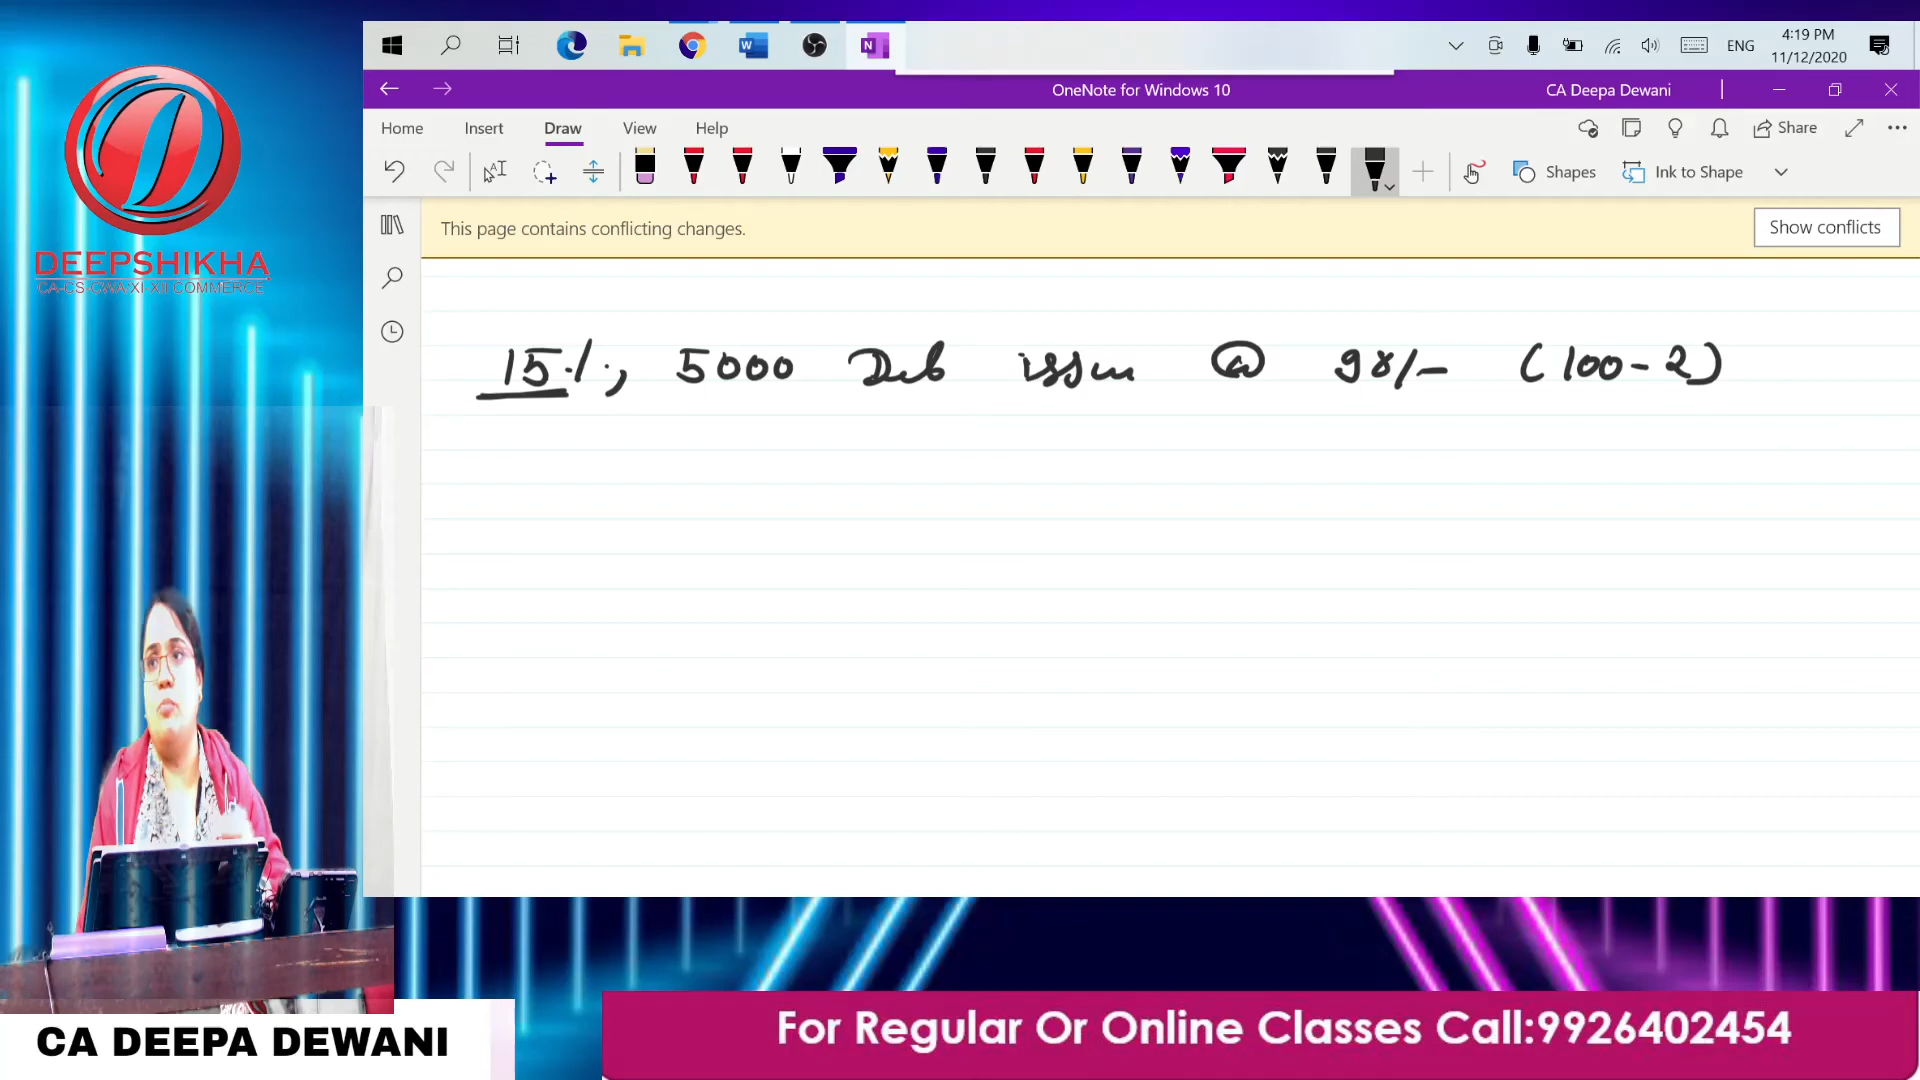 4:19 PM
ENG
11/12/2020
OneNote for Windows 10
CA Deepa Dewani
Home Insert Draw View Help
Share
Shapes
Ink to Shape
This page contains conflicting changes.
Show conflicts
15%, 5000 Deb issue @ 98/- (100-2)
DEEPSHIKHA
CA-CS-CWA/XI-XII COMMERCE
CA DEEPA DEWANI
For Regular Or Online Classes Call:9926402454